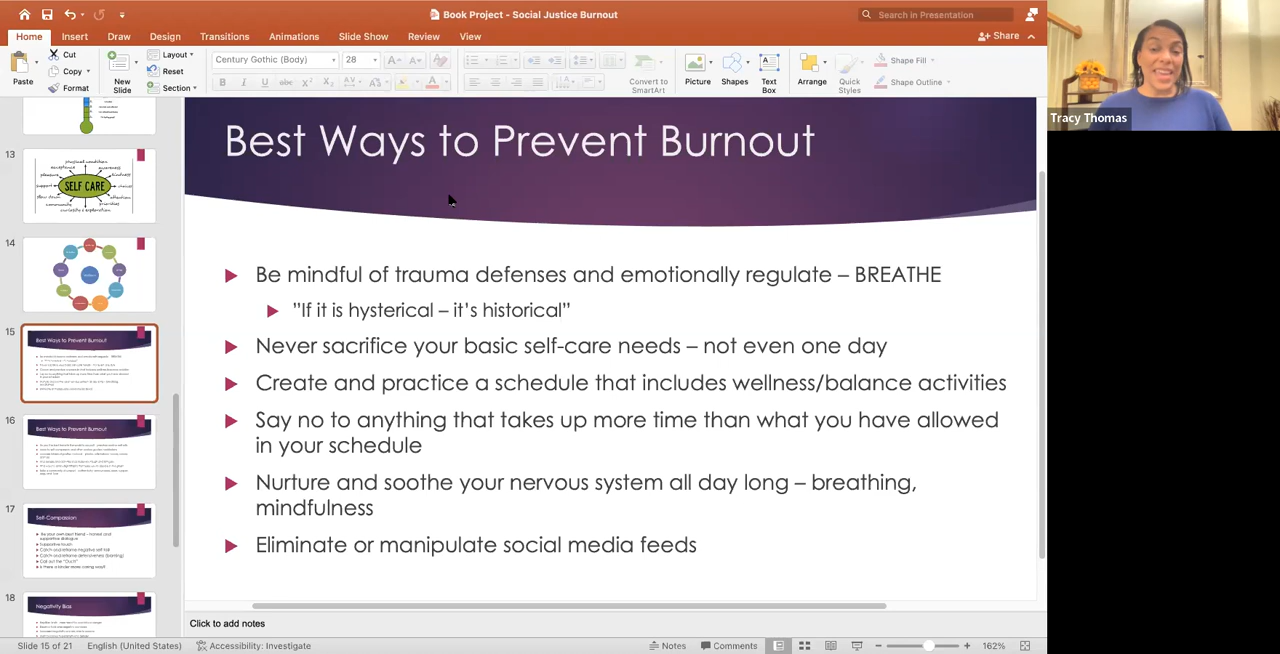 Book Project - Social Justice Burnout
Search in Presentation
Home Insert Draw Design Transitions Animations Slide Show Review View
Share
Paste
Cut
Copy
Format
New Slide
Layout
Reset
Section
Century Gothic (Body) 28
Convert to SmartArt
Picture
Shapes
Text Box
Arrange
Quick Styles
Shape Fill
Shape Outline
Tracy Thomas
13
SELF CARE
14
15
Best Ways to Prevent Burnout
16
Best Ways to Prevent Burnout
17
Self-Compassion
18
Negativity Bias
Best Ways to Prevent Burnout
Be mindful of trauma defenses and emotionally regulate – BREATHE
”If it is hysterical – it’s historical”
Never sacrifice your basic self-care needs – not even one day
Create and practice a schedule that includes wellness/balance activities
Say no to anything that takes up more time than what you have allowed
in your schedule
Nurture and soothe your nervous system all day long – breathing,
mindfulness
Eliminate or manipulate social media feeds
Click to add notes
Slide 15 of 21 English (United States) Accessibility: Investigate
Notes Comments 162%